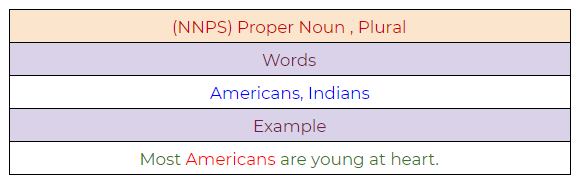 (NNPS) Proper Noun , Plural
Words
Americans, Indians
Example
Most Americans are young at heart.